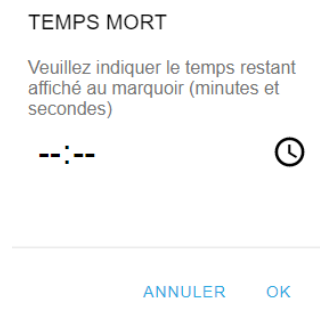 TEMPS MORT
Veuillez indiquer le temps restant
affiché au marquoir (minutes et
secondes)
--:--
ANNULER OK